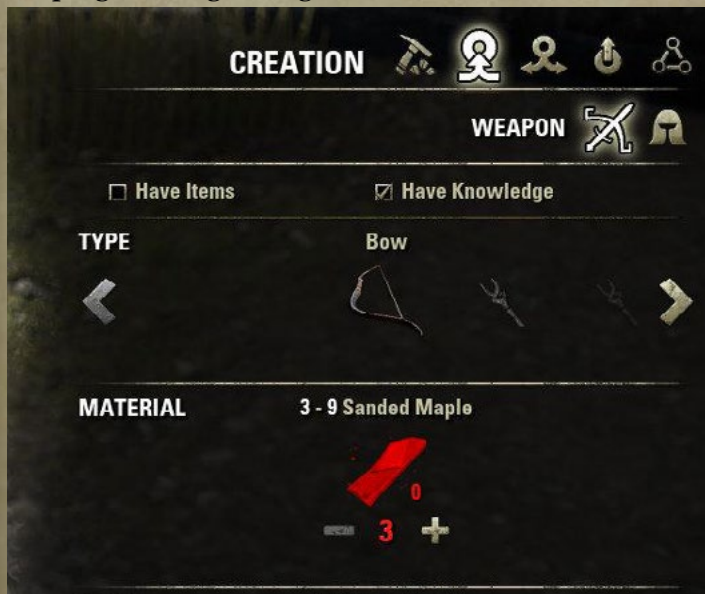 CREATION
WEAPON
Have Items Have Knowledge
TYPE Bow
MATERIAL 3 - 9 Sanded Maple
0
3